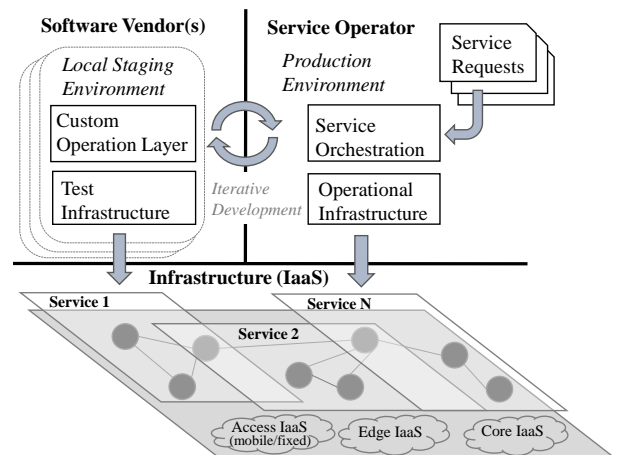 Software Vendor(s)
Service Operator
Local Staging
Environment
Production
Environment
Service
Requests
Custom
Operation Layer
Service
Orchestration
Test
Infrastructure
Iterative
Development
Operational
Infrastructure
Infrastructure (IaaS)
Service 1
Service N
Service 2
Access IaaS
(mobile/fixed)
Edge IaaS
Core IaaS